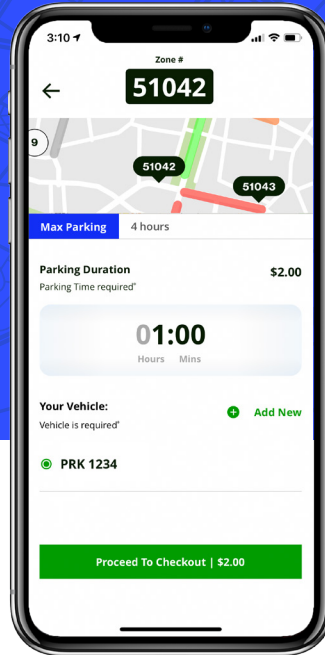 3:10
Zone #
51042
9
51042
51043
Max Parking 4 hours
Parking Duration $2.00
Parking Time required*
01:00
Hours Mins
Your Vehicle: Add New
Vehicle is required*
PRK 1234
Proceed To Checkout | $2.00